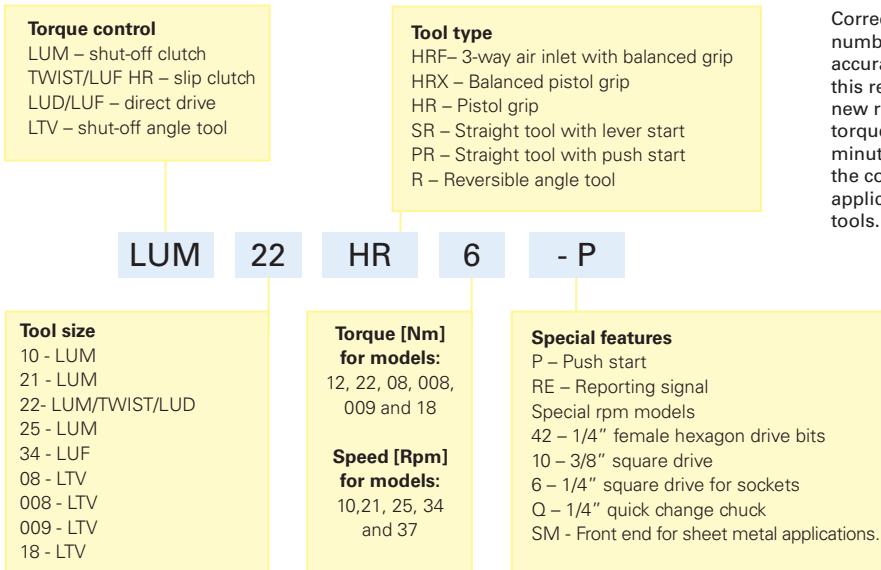 Torque control
LUM – shut-off clutch
TWIST/LUF HR – slip clutch
LUD/LUF – direct drive
LTV – shut-off angle tool
Tool type
HRF– 3-way air inlet with balanced grip
HRX – Balanced pistol grip
HR – Pistol grip
SR – Straight tool with lever start
PR – Straight tool with push start
R – Reversible angle tool
LUM 22 HR 6 - P
Tool size
10 - LUM
21 - LUM
22- LUM/TWIST/LUD
25 - LUM
34 - LUF
08 - LTV
008 - LTV
009 - LTV
18 - LTV
Torque [Nm]
for models:
12, 22, 08, 008,
009 and 18
Speed [Rpm]
for models:
10,21, 25, 34
and 37
Special features
P – Push start
RE – Reporting signal
Special rpm models
42 – 1/4” female hexagon drive bits
10 – 3/8” square drive
6 – 1/4” square drive for sockets
Q – 1/4” quick change chuck
SM - Front end for sheet metal applications.
this
tools.